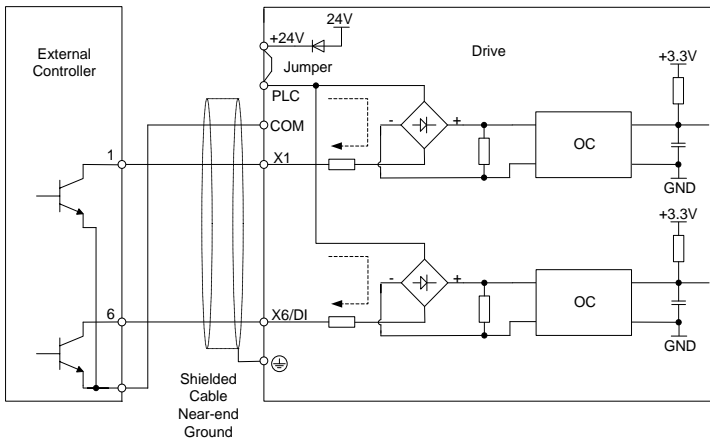 External
Controller
+24V
24V
Jumper
PLC
COM
Drive
+3.3V
1
X1
-
+
OC
GND
+3.3V
6
X6/DI
-
+
OC
GND
Shielded
Cable
Near-end
Ground